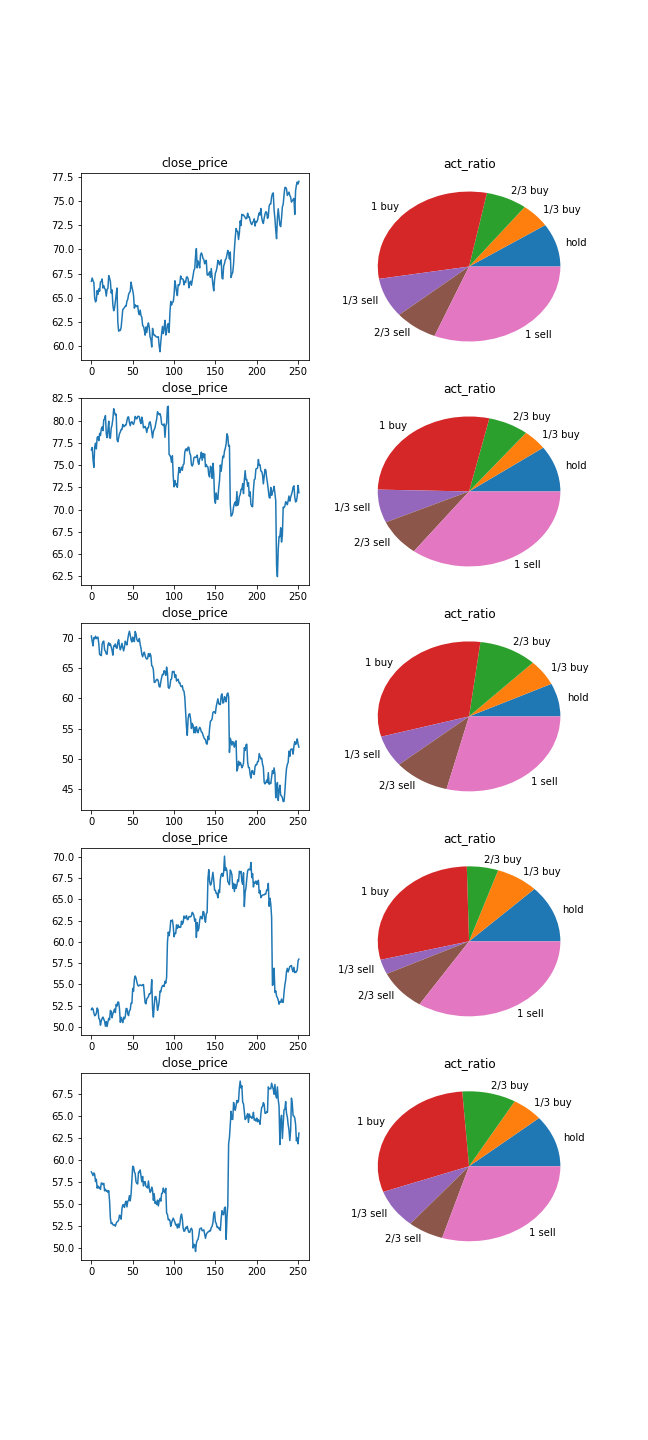 close_price
77.5
75.0
72.5
70.0
67.5
65.0
62.5
60.0
0 50 100 150 200 250
act_ratio
hold
1/3 buy
2/3 buy
1 buy
1/3 sell
2/3 sell
1 sell
close_price
82.5
80.0
77.5
75.0
72.5
70.0
67.5
65.0
62.5
0 50 100 150 200 250
act_ratio
hold
1/3 buy
2/3 buy
1 buy
1/3 sell
2/3 sell
1 sell
close_price
70
65
60
55
50
45
0 50 100 150 200 250
act_ratio
hold
1/3 buy
2/3 buy
1 buy
1/3 sell
2/3 sell
1 sell
close_price
70.0
67.5
65.0
62.5
60.0
57.5
55.0
52.5
50.0
0 50 100 150 200 250
act_ratio
hold
1/3 buy
2/3 buy
1 buy
1/3 sell
2/3 sell
1 sell
close_price
67.5
65.0
62.5
60.0
57.5
55.0
52.5
50.0
0 50 100 150 200 250
act_ratio
hold
1/3 buy
2/3 buy
1 buy
1/3 sell
2/3 sell
1 sell